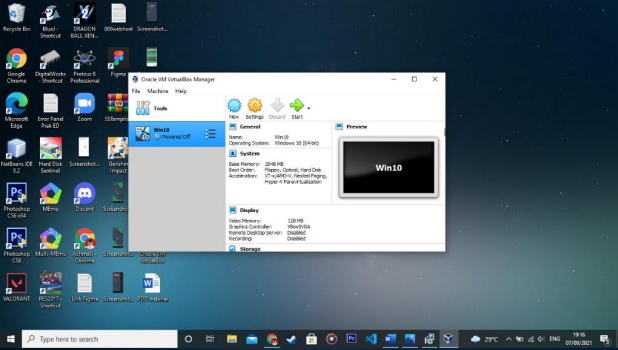 Recycle Bin
BlueJ - Shortcut
DRAGON BALL XEN...
000webhost
Screenshot...
Google Chrome
DigitalWorks - Shortcut
Proteus 8 Professional
Figma
Microsoft Edge
Error Panel Prak ED
Zoom
NetBeans IDE 8.2
Hard Disk Sentinel
Screenshot...
Genshin Impact
Photoshop CS6 x64
MEmu
Discord
Photoshop CS6
Multi-MEmu
Achmad - Chrome
Screenshot...
Oracle VM VirtualBox
VALORANT
PES2017 - Shortcut
Link Figma
Screenshot...
PDD webinar
Oracle VM VirtualBox Manager
File Machine Help
Tools
New Settings Discard Start
Win10
Powered Off
General
Name: Win10
Operating System: Windows 10 (64-bit)
System
Base Memory: 2048 MB
Boot Order: Floppy, Optical, Hard Disk
Acceleration: VT-x/AMD-V, Nested Paging,
Hyper-V Paravirtualization
Display
Video Memory: 128 MB
Graphics Controller: VBoxSVGA
Remote Desktop Server: Disabled
Recording: Disabled
Storage
Preview
Win10
Type here to search
29°C
ENG
19:16
07/09/2021